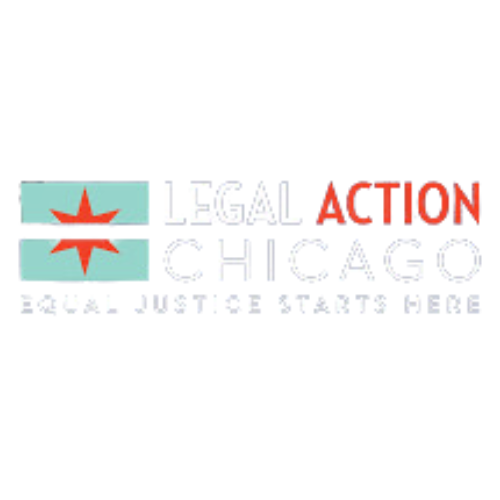 LEGAL ACTION
CHICAGO
EQUAL JUSTICE STARTS HERE